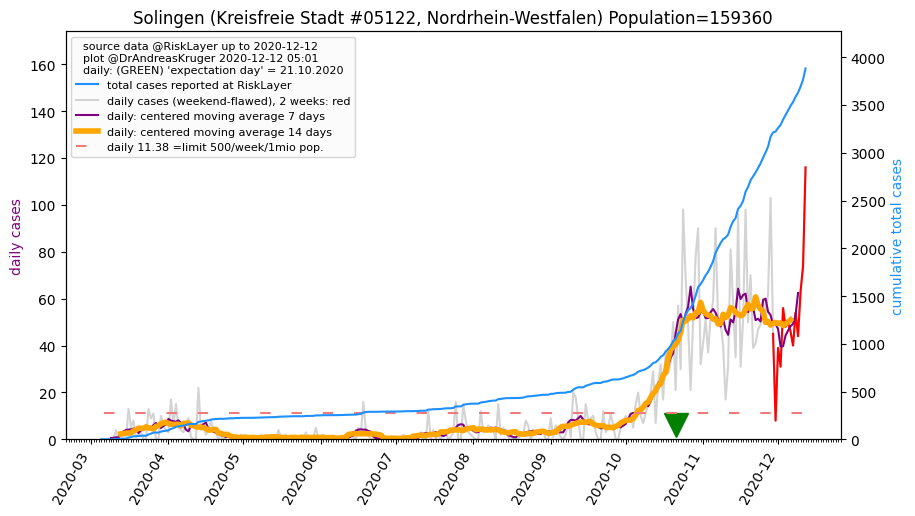 Solingen (Kreisfreie Stadt #05122, Nordrhein-Westfalen) Population=159360
source data @RiskLayer up to 2020-12-12
plot @DrAndreasKruger 2020-12-12 05:01
daily: (GREEN) 'expectation day' = 21.10.2020
total cases reported at RiskLayer
daily cases (weekend-flawed), 2 weeks: red
daily: centered moving average 7 days
daily: centered moving average 14 days
daily 11.38 =limit 500/week/1mio pop.
daily cases
160
140
120
100
80
60
40
20
0
cumulative total cases
4000
3500
3000
2500
2000
1500
1000
500
0
2020-03
2020-04
2020-05
2020-06
2020-07
2020-08
2020-09
2020-10
2020-11
2020-12